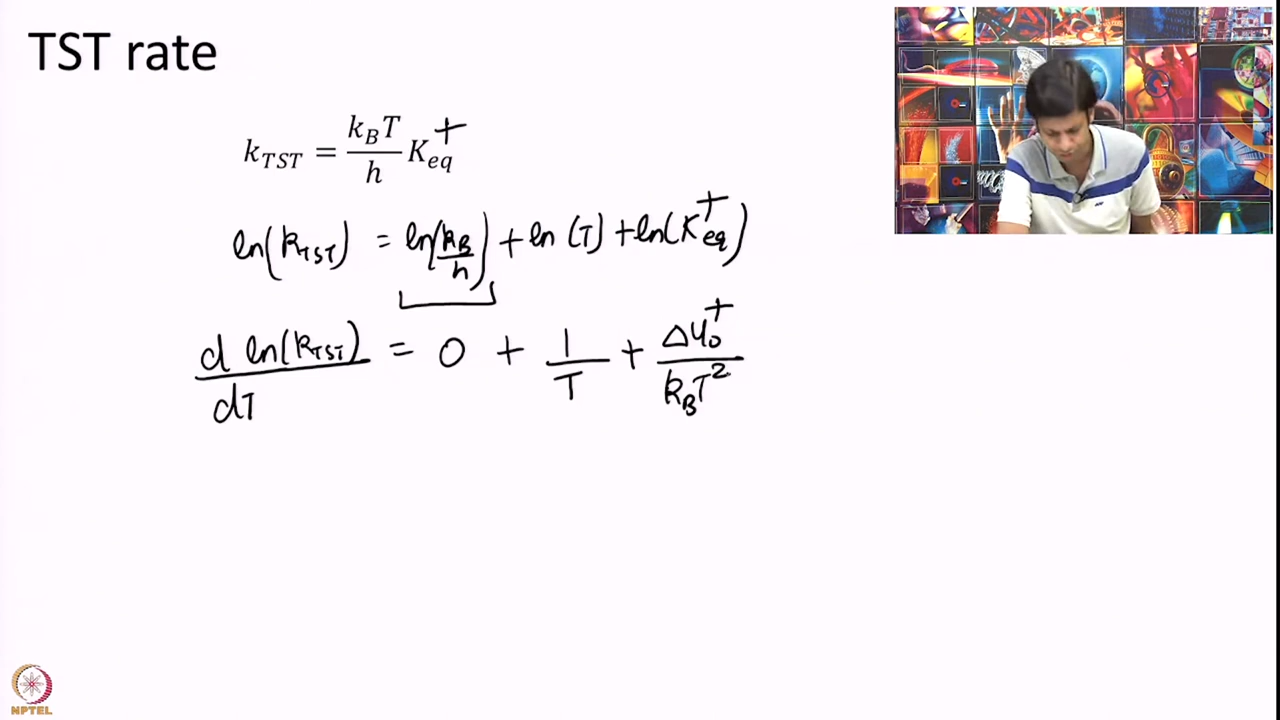 TST rate
k_TST = k_B T / h K_eq^‡
ln(k_TST) = ln(k_B/h) + ln(T) + ln(K_eq^‡)
d ln(k_TST) / dT = 0 + 1/T + ΔU_0^‡ / k_B T^2
NPTEL